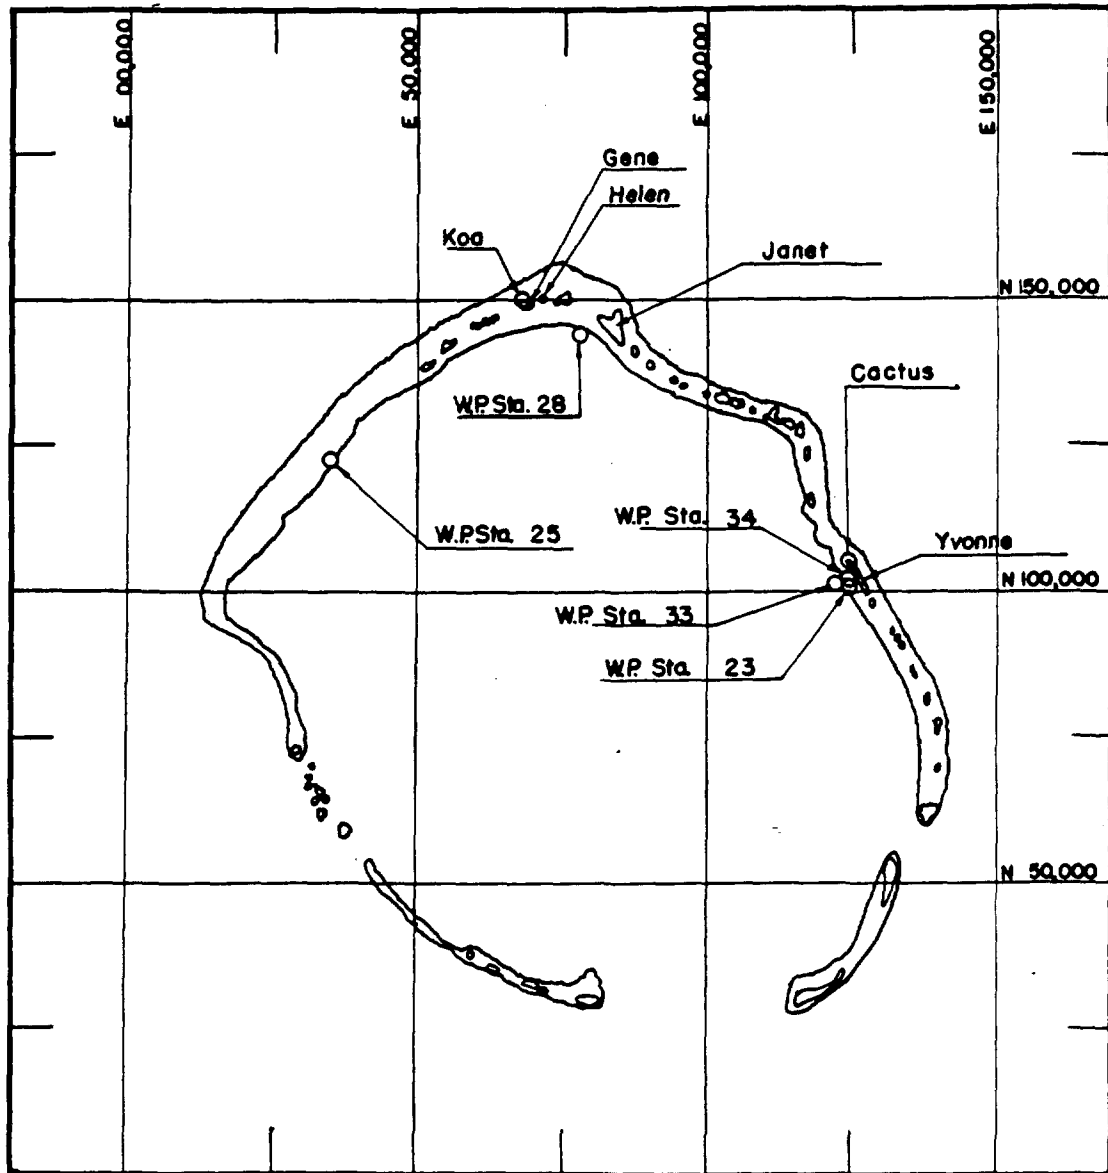 E 00,000
E 50,000
E 100,000
E 150,000
Gene
Helen
Koa
Janet
N 150,000
Cactus
W.P. Sta. 28
W.P. Sta. 34
W.P. Sta. 25
Yvonne
N 100,000
W.P. Sta. 33
W.P. Sta. 23
N 50,000